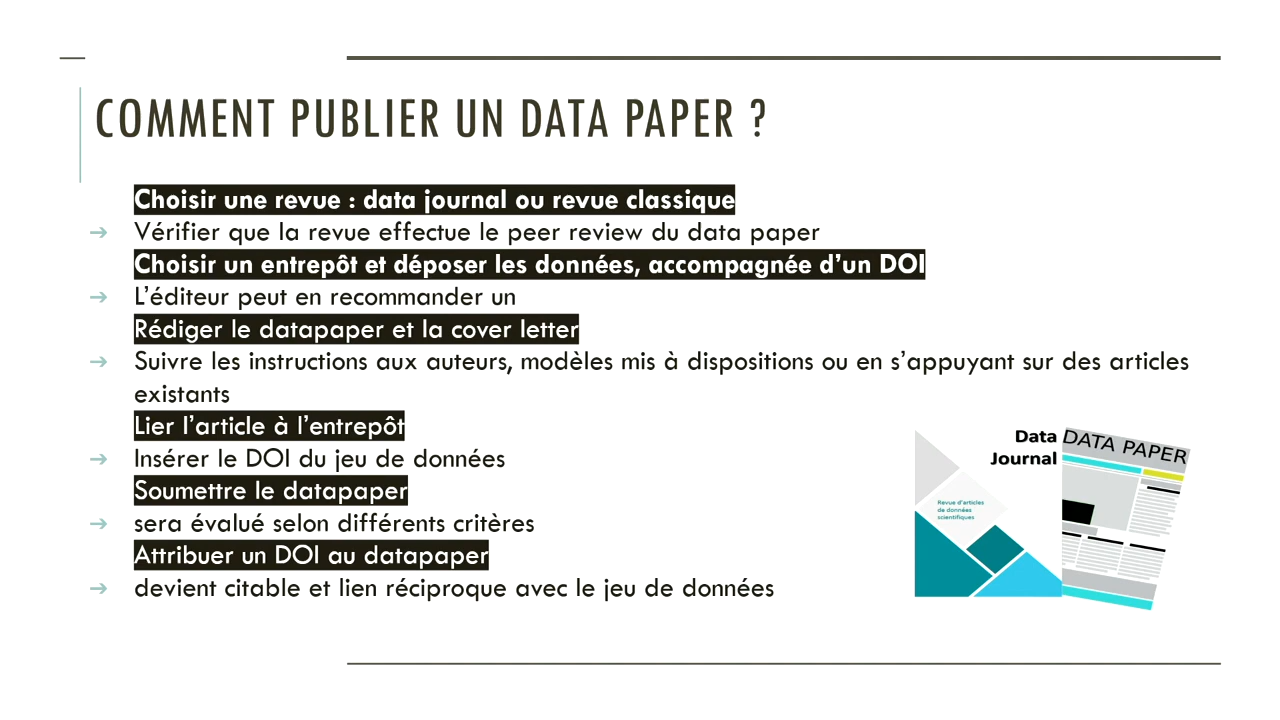 COMMENT PUBLIER UN DATA PAPER ?
Choisir une revue : data journal ou revue classique
➔ Vérifier que la revue effectue le peer review du data paper
Choisir un entrepôt et déposer les données, accompagnée d’un DOI
➔ L’éditeur peut en recommander un
Rédiger le datapaper et la cover letter
➔ Suivre les instructions aux auteurs, modèles mis à dispositions ou en s’appuyant sur des articles
existants
Lier l’article à l’entrepôt
➔ Insérer le DOI du jeu de données
Soumettre le datapaper
➔ sera évalué selon différents critères
Attribuer un DOI au datapaper
➔ devient citable et lien réciproque avec le jeu de données
Data
Journal
Revue d'articles
de données
scientifiques
DATA PAPER